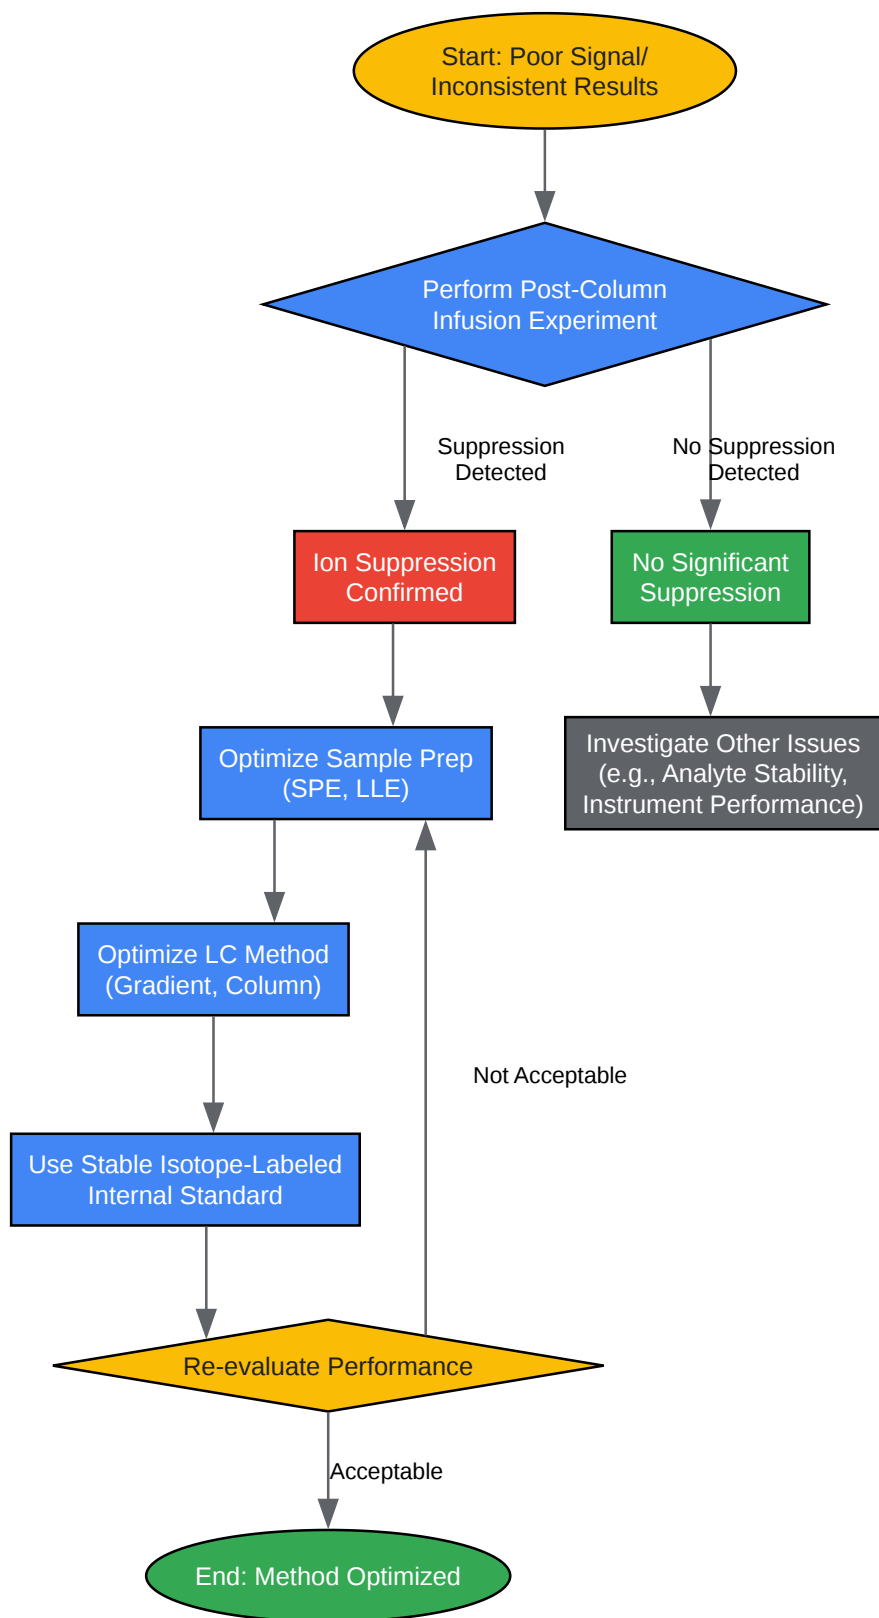 Start: Poor Signal/
Inconsistent Results
Perform Post-Column
Infusion Experiment
Suppression
Detected
No Suppression
Detected
Ion Suppression
Confirmed
No Significant
Suppression
Optimize Sample Prep
(SPE, LLE)
Investigate Other Issues
(e.g., Analyte Stability,
Instrument Performance)
Optimize LC Method
(Gradient, Column)
Not Acceptable
Use Stable Isotope-Labeled
Internal Standard
Re-evaluate Performance
Acceptable
End: Method Optimized